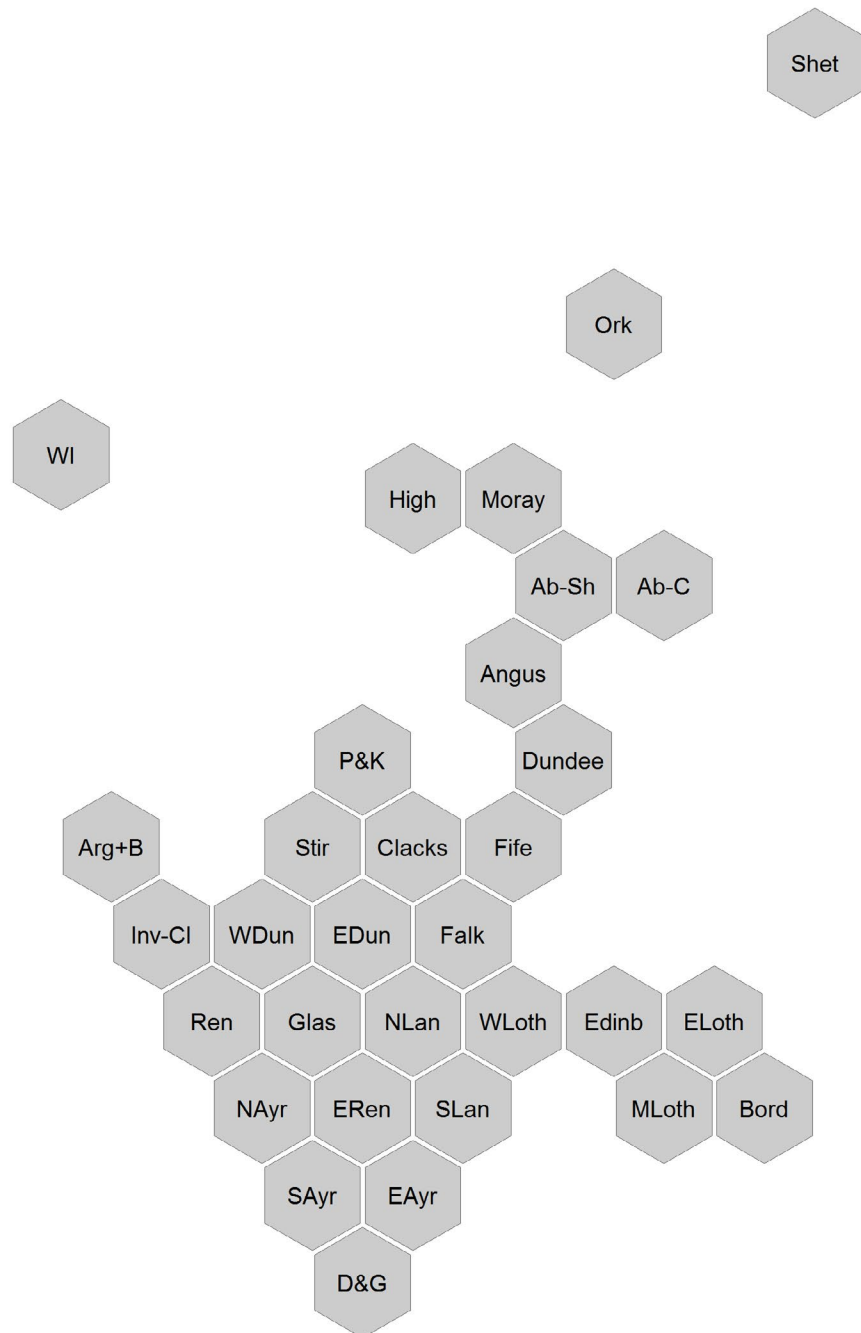 Shet
Ork
WI
High Moray
Ab-Sh Ab-C
Angus
P&K Dundee
Arg+B Stir Clacks Fife
Inv-Cl WDun EDun Falk
Ren Glas NLan WLoth Edinb ELoth
NAyr ERen SLan MLoth Bord
SAyr EAyr
D&G